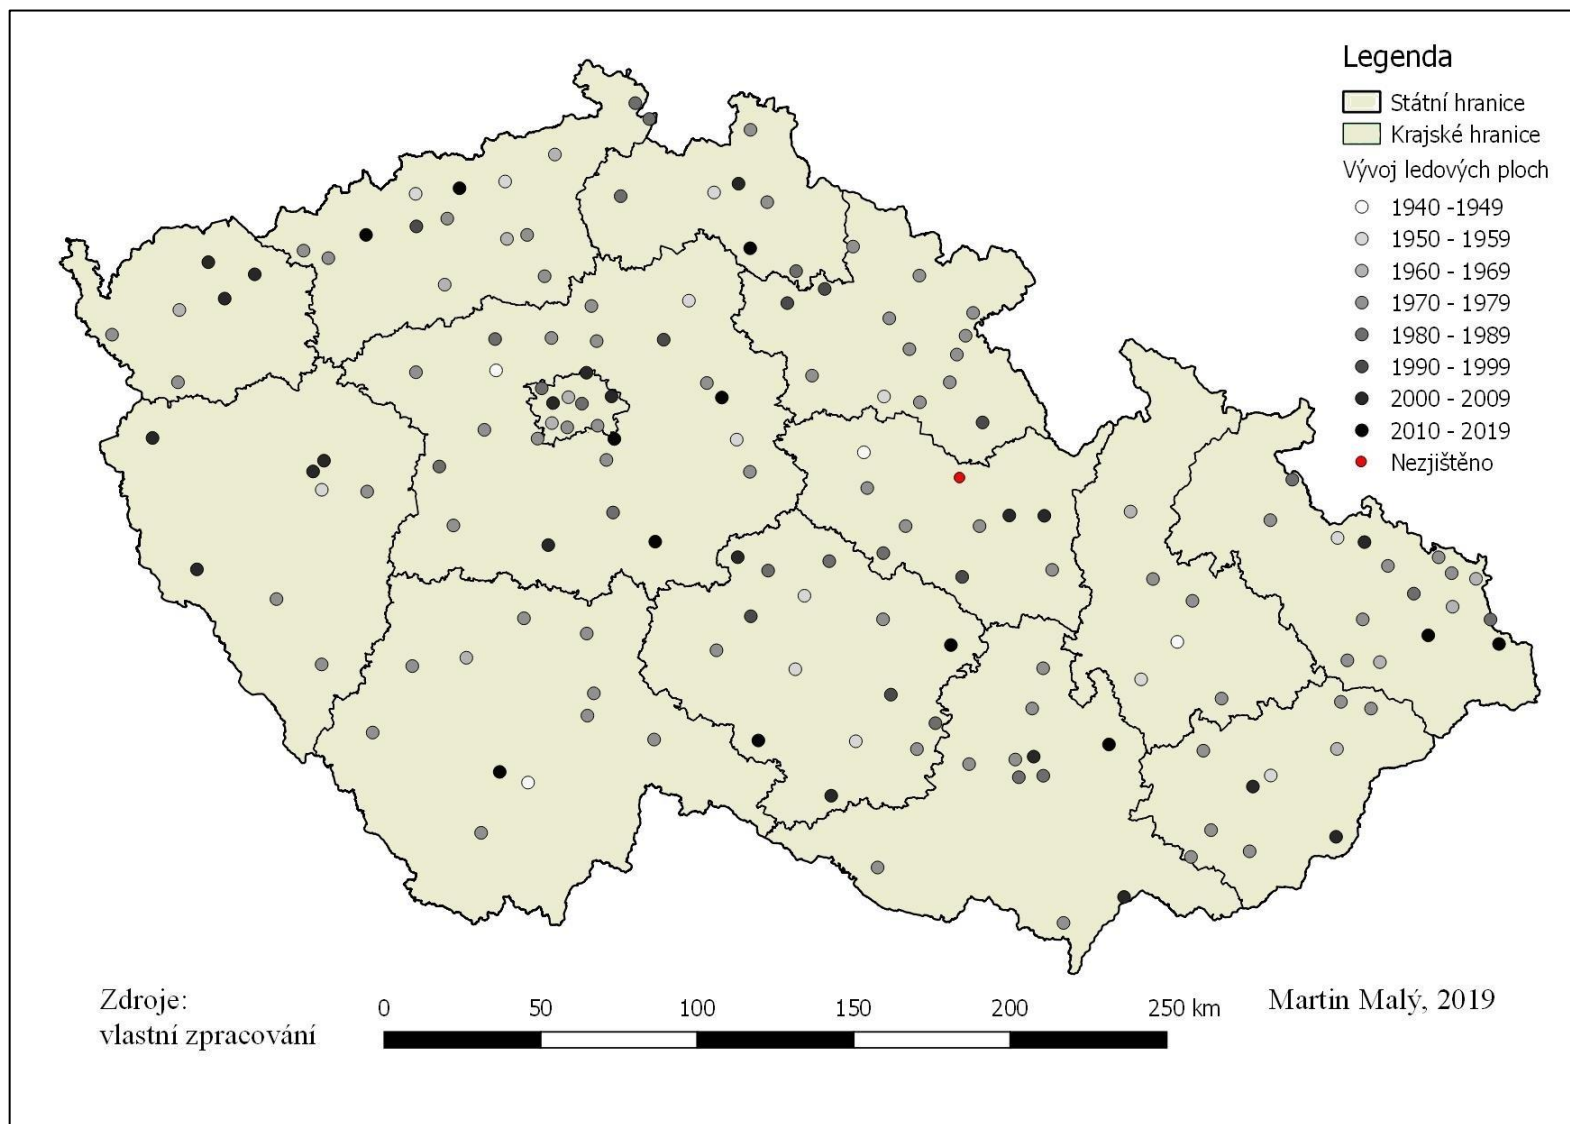 Legenda
Státní hranice
Krajské hranice
Vývoj ledových ploch
1940 -1949
1950 - 1959
1960 - 1969
1970 - 1979
1980 - 1989
1990 - 1999
2000 - 2009
2010 - 2019
Nezjištěno
Zdroje:
vlastní zpracování
0 50 100 150 200 250 km
Martin Malý, 2019